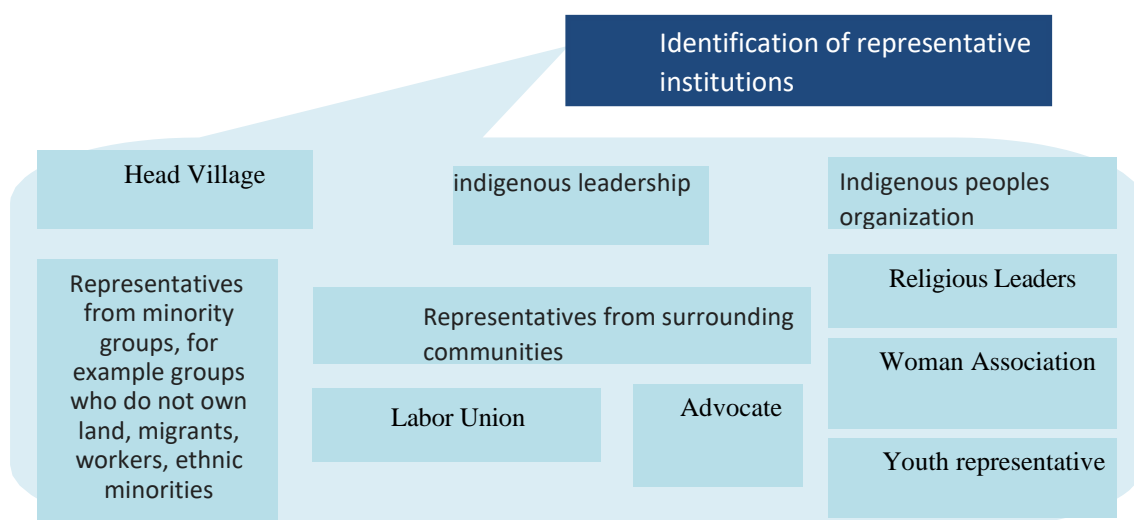 Identification of representative
institutions
Head Village
indigenous leadership
Indigenous peoples
organization
Representatives
from minority
groups, for
example groups
who do not own
land, migrants,
workers, ethnic
minorities
Representatives from surrounding
communities
Religious Leaders
Woman Association
Labor Union
Advocate
Youth representative